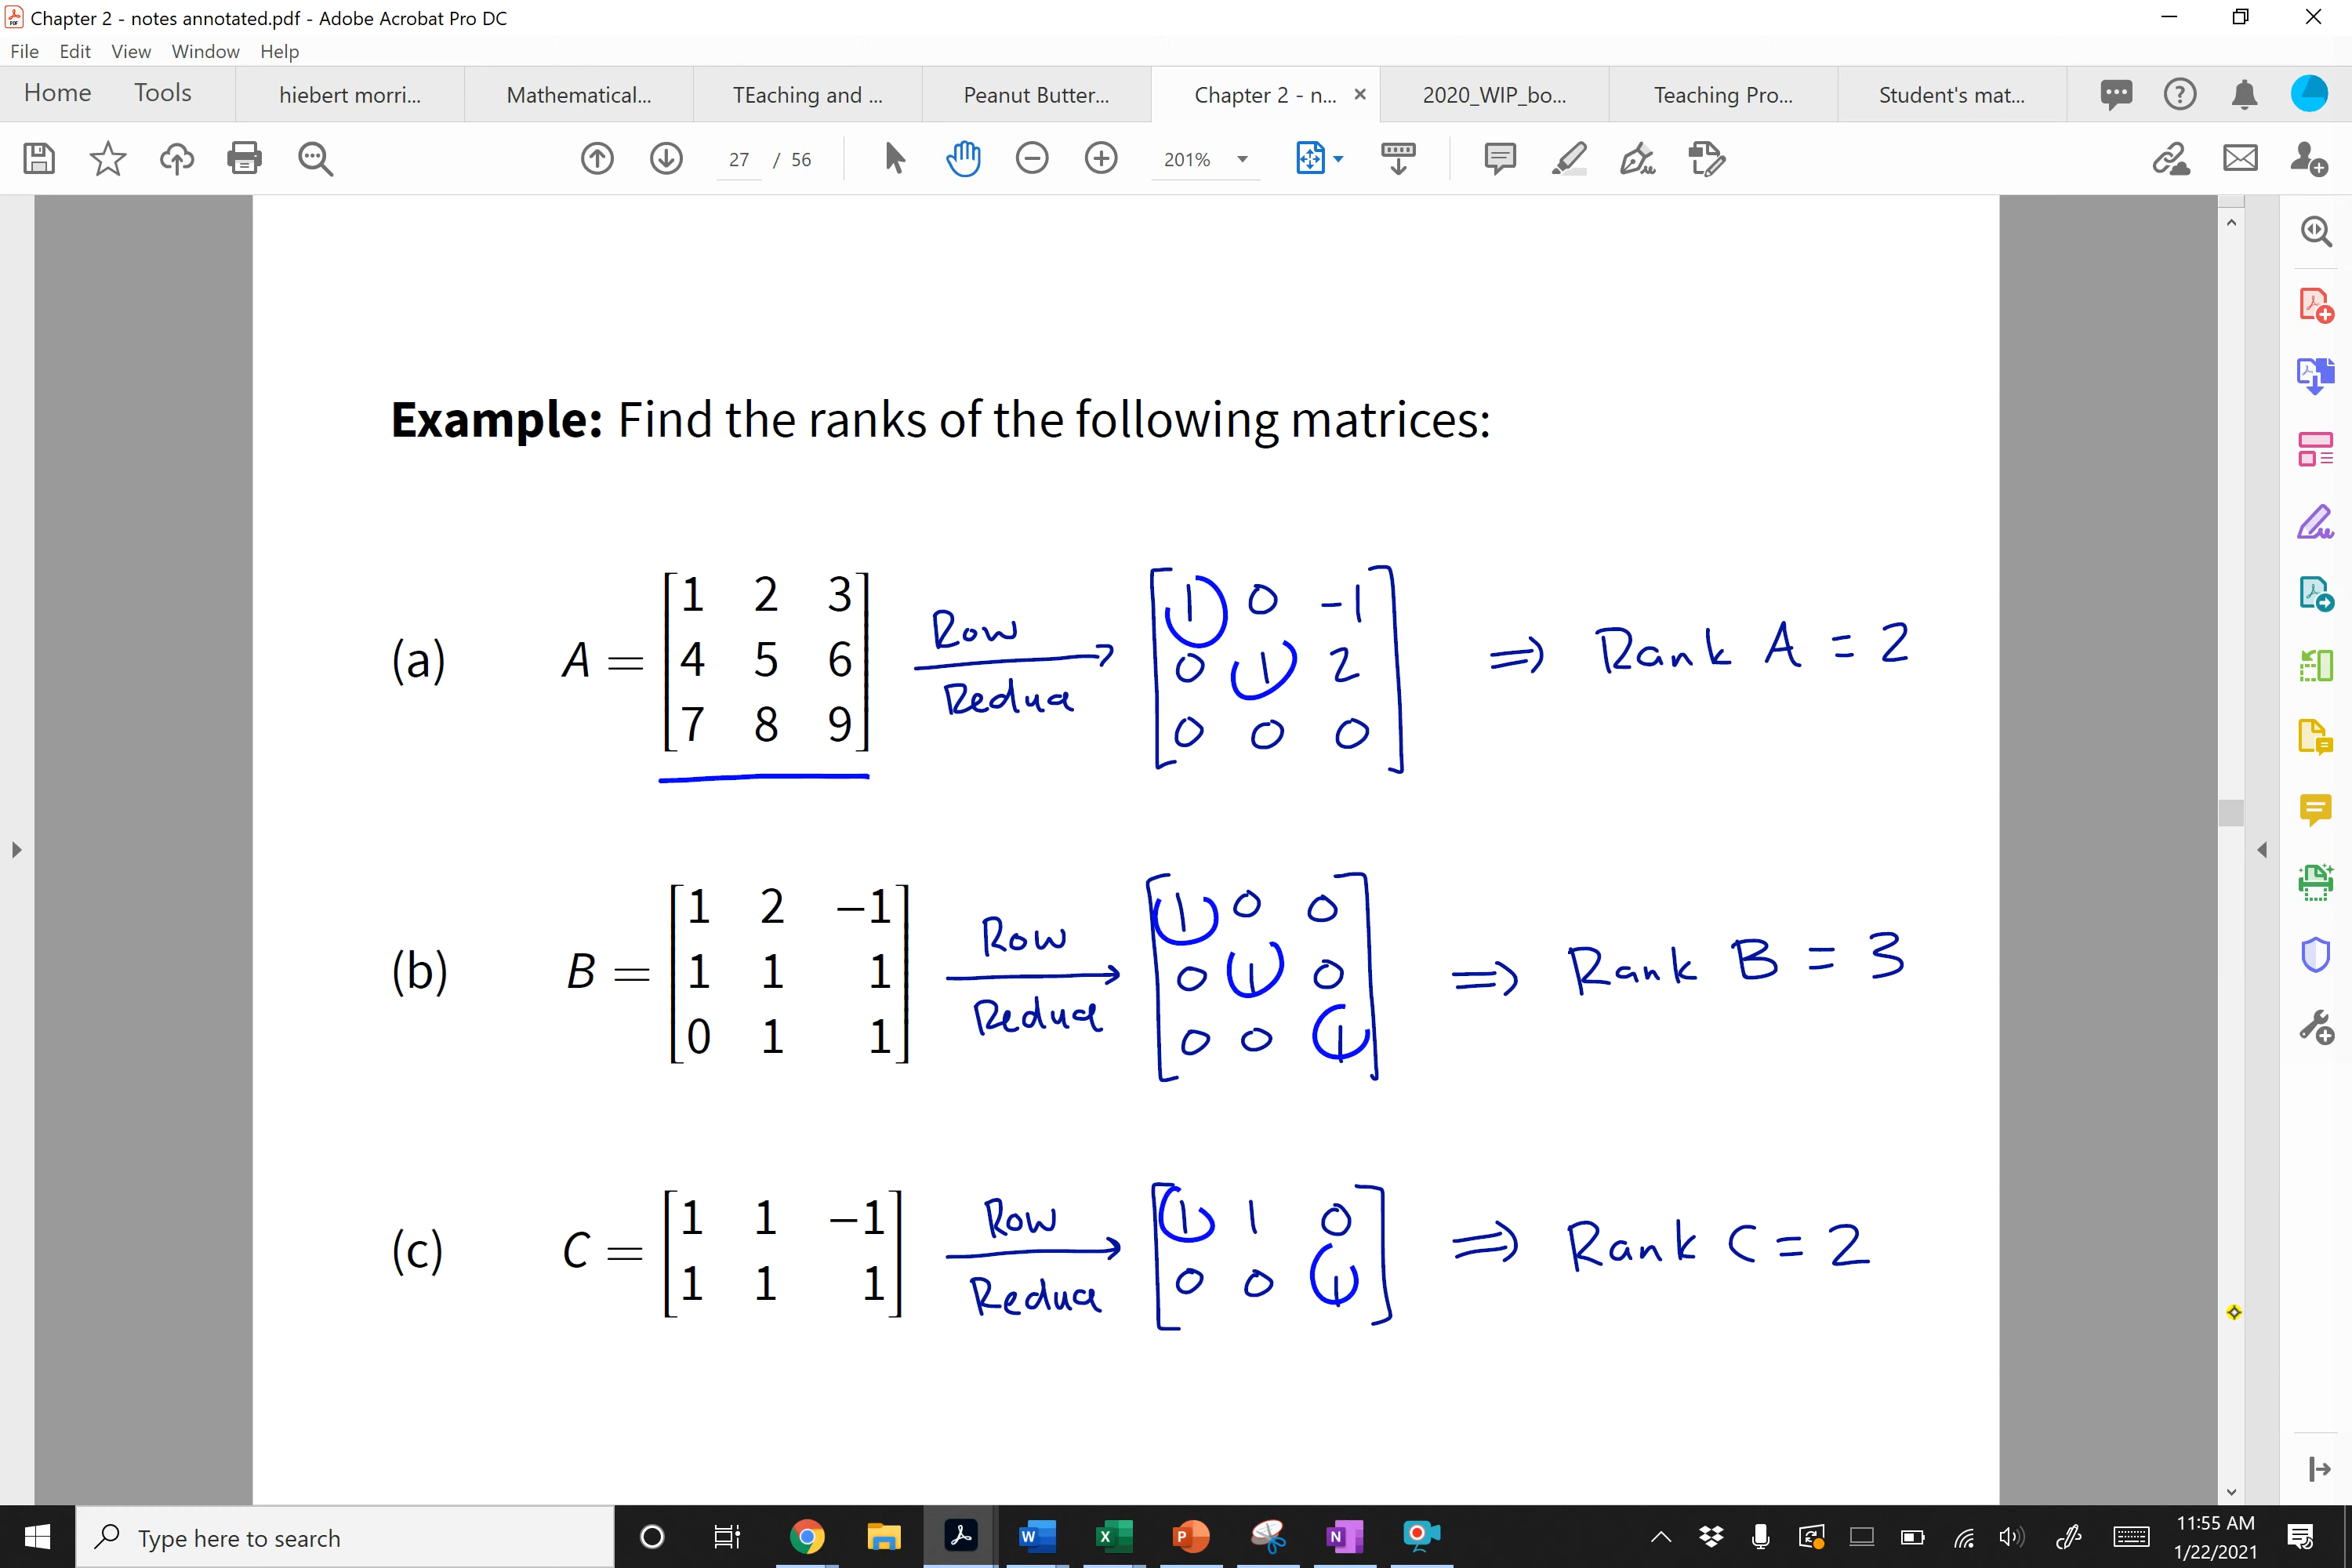 Chapter 2 - notes annotated.pdf - Adobe Acrobat Pro DC
File Edit View Window Help
Home Tools hiebert morri... Mathematical... TEaching and ... Peanut Butter... Chapter 2 - n... × 2020_WIP_bo... Teaching Pro... Student's mat...
27 / 56 201%
Example: Find the ranks of the following matrices:
(a) A = [1 2 3; 4 5 6; 7 8 9] Row Reduce → [1 0 -1; 0 1 2; 0 0 0] ⇒ Rank A = 2
(b) B = [1 2 −1; 1 1 1; 0 1 1] Row Reduce → [1 0 0; 0 1 0; 0 0 1] ⇒ Rank B = 3
(c) C = [1 1 −1; 1 1 1] Row Reduce → [1 1 0; 0 0 1] ⇒ Rank C = 2
Type here to search
11:55 AM
1/22/2021